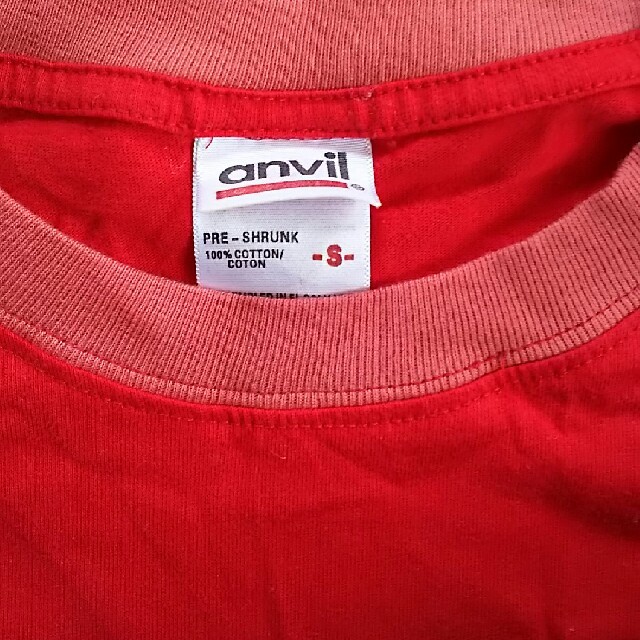 anvil®
PRE-SHRUNK
100% COTTON/
COTON
-S-